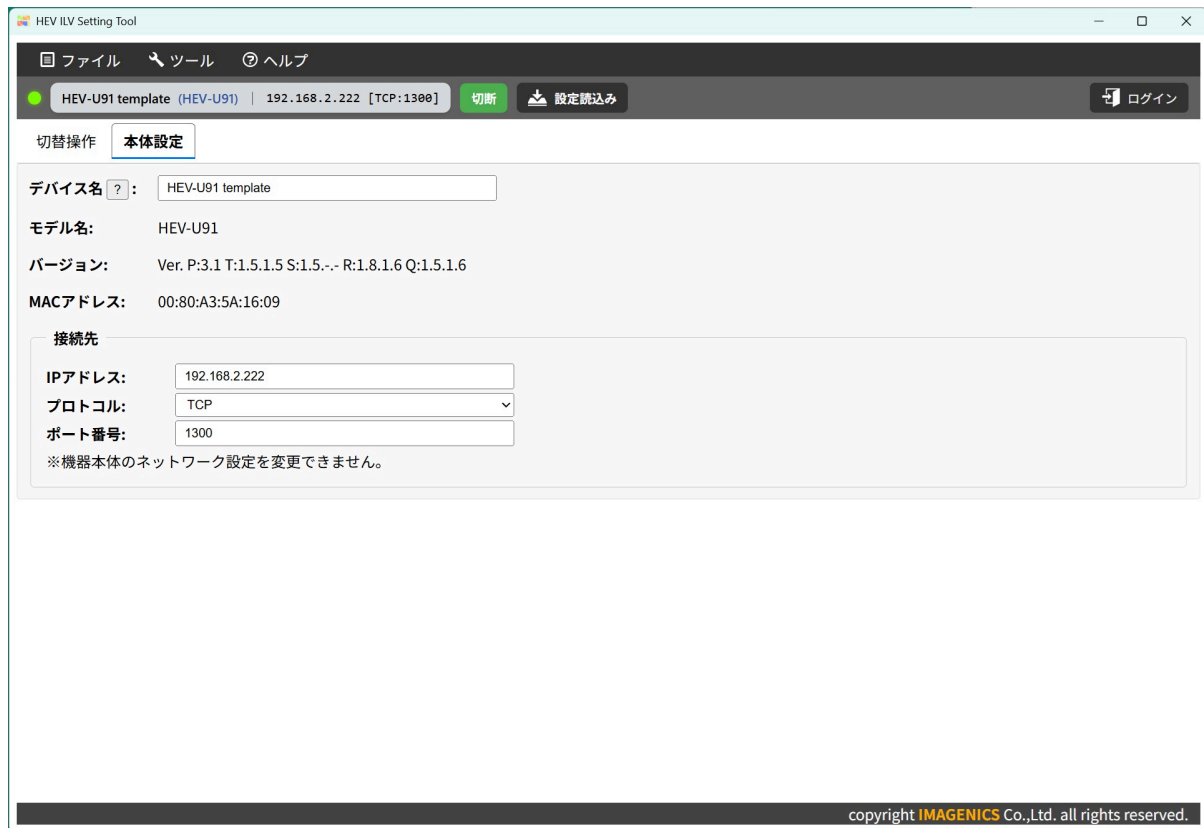 HEV ILV Setting Tool
ファイル ツール ヘルプ
HEV-U91 template (HEV-U91) | 192.168.2.222 [TCP:1300] 切断 設定読込み ログイン
切替操作 本体設定
デバイス名 ? : HEV-U91 template
モデル名: HEV-U91
バージョン: Ver. P:3.1 T:1.5.1.5 S:1.5.-.- R:1.8.1.6 Q:1.5.1.6
MACアドレス: 00:80:A3:5A:16:09
接続先
IPアドレス: 192.168.2.222
プロトコル: TCP
ポート番号: 1300
※機器本体のネットワーク設定を変更できません。
copyright IMAGENICS Co.,Ltd. all rights reserved.